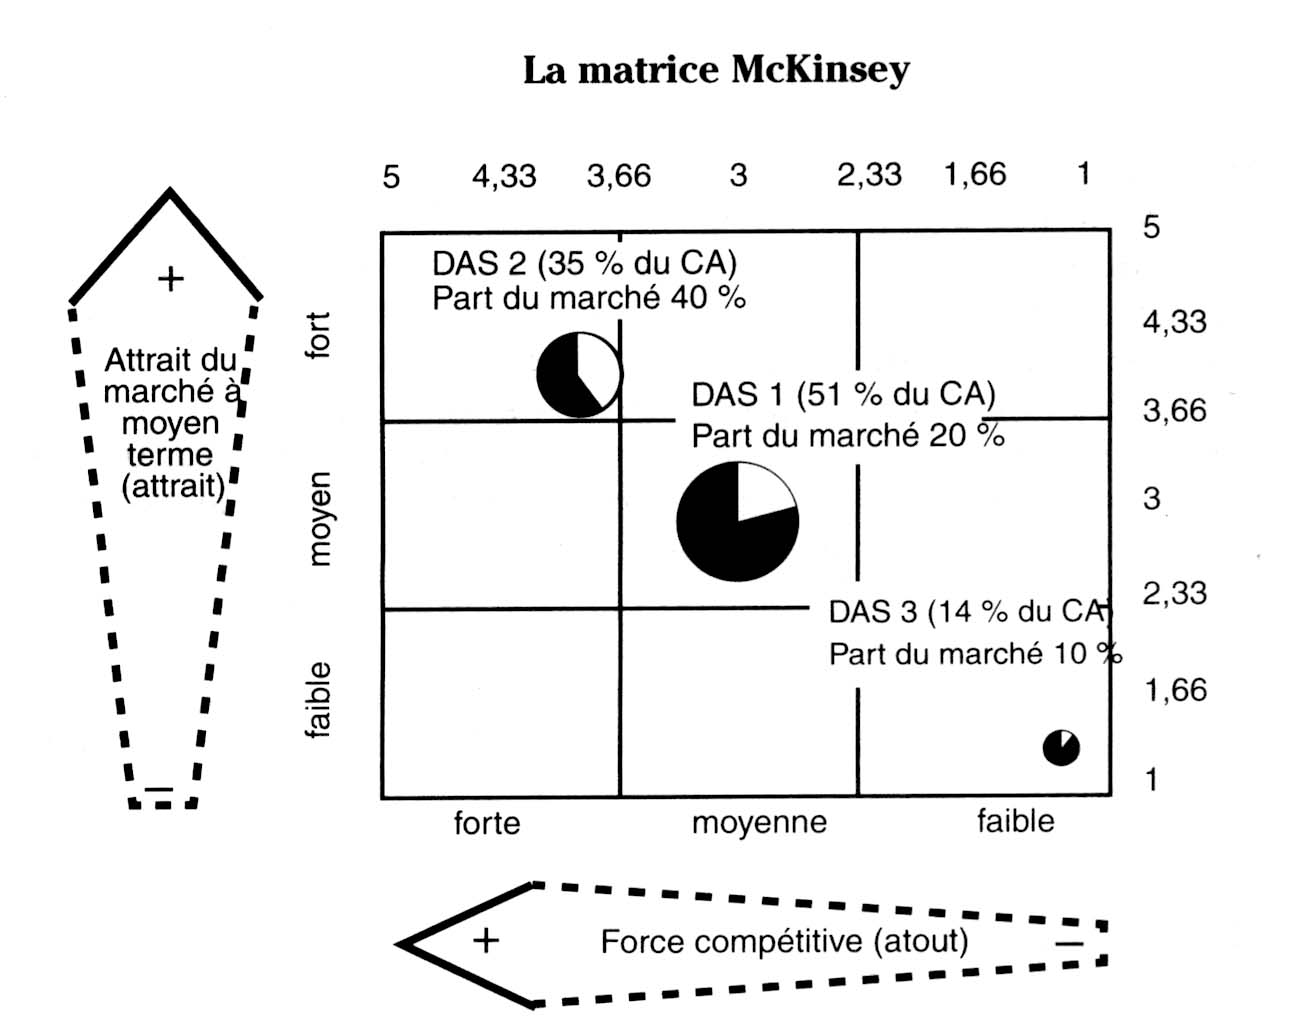 La matrice McKinsey
5 4,33 3,66 3 2,33 1,66 1
5
4,33
3,66
3
2,33
1,66
1
+
Attrait du
marché à
moyen
terme
(attrait)
–
fort
moyen
faible
DAS 2 (35 % du CA)
Part du marché 40 %
DAS 1 (51 % du CA)
Part du marché 20 %
DAS 3 (14 % du CA)
Part du marché 10 %
forte moyenne faible
+ Force compétitive (atout) –